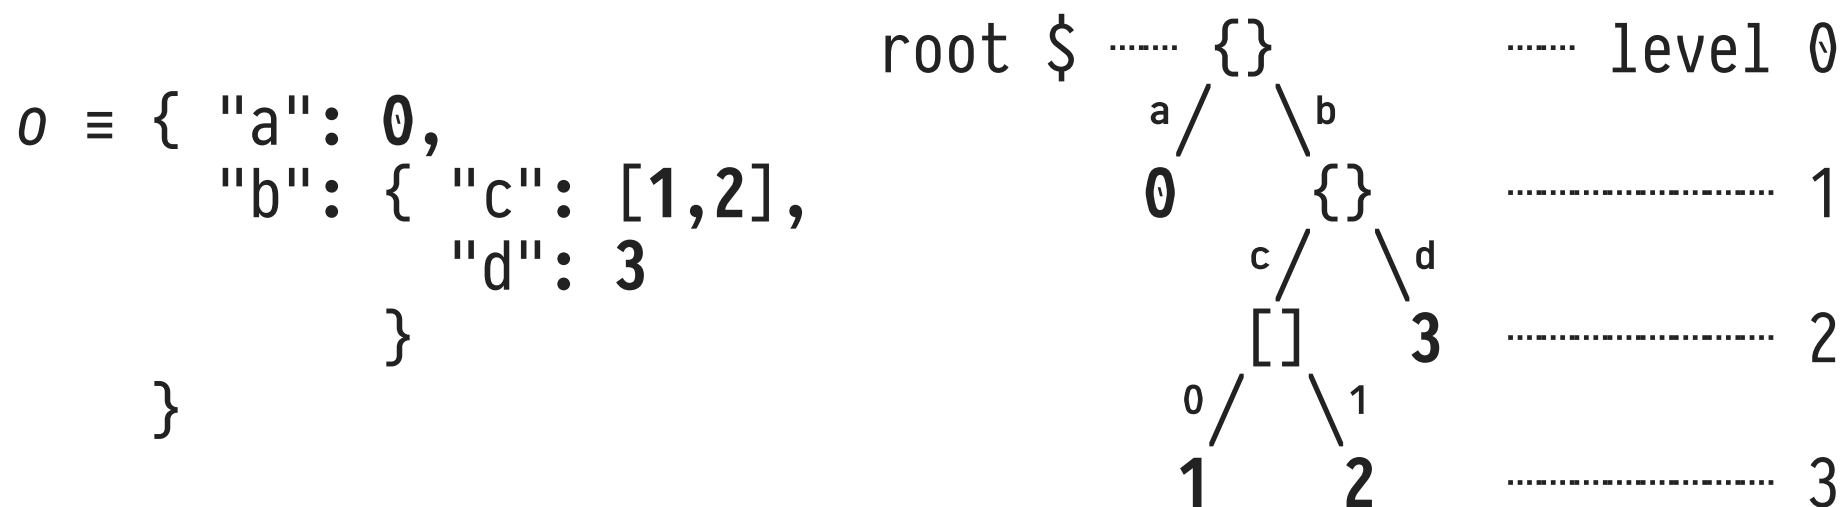 root $ {} level 0
o ≡ { "a": 0,
a b
"b": { "c": [1,2],
0 {} 1
"d": 3
c d
}
[] 3 2
}
0 1
1 2 3